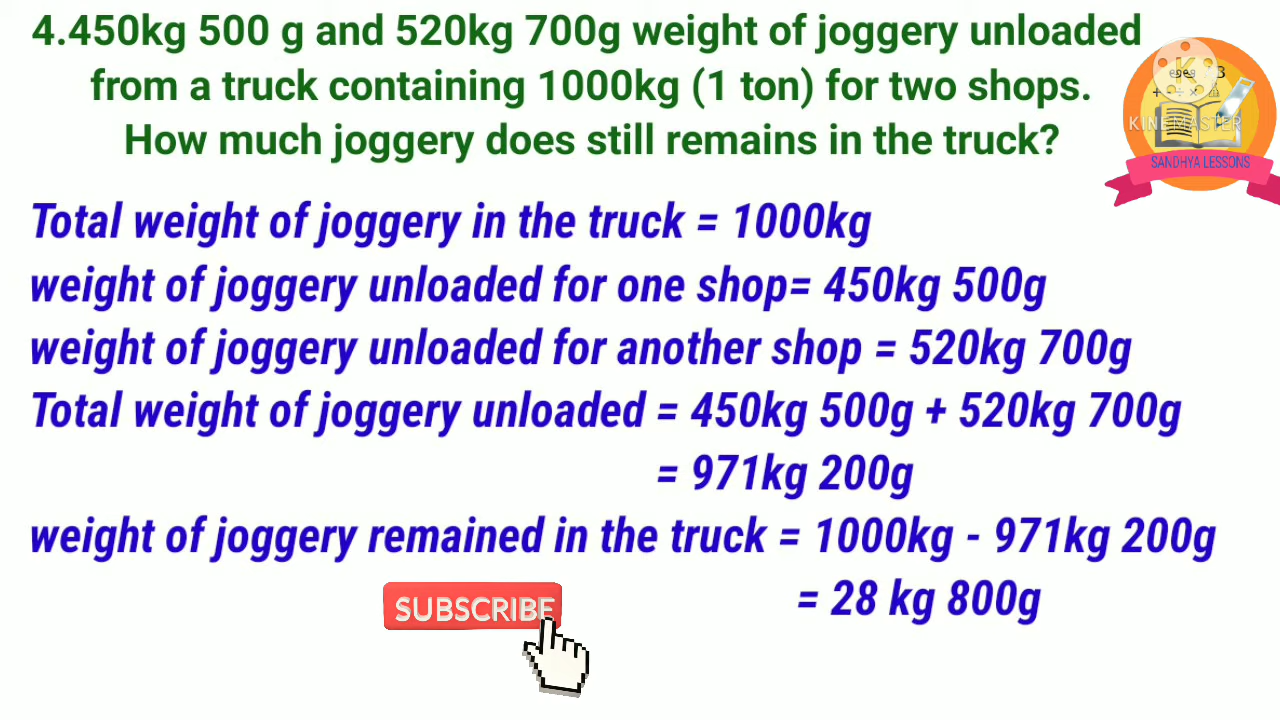 4.450kg 500 g and 520kg 700g weight of joggery unloaded
from a truck containing 1000kg (1 ton) for two shops.
How much joggery does still remains in the truck?
K
KINEMASTER
SANDHYA LESSONS
Total weight of joggery in the truck = 1000kg
weight of joggery unloaded for one shop= 450kg 500g
weight of joggery unloaded for another shop = 520kg 700g
Total weight of joggery unloaded = 450kg 500g + 520kg 700g
= 971kg 200g
weight of joggery remained in the truck = 1000kg - 971kg 200g
= 28 kg 800g
SUBSCRIBE